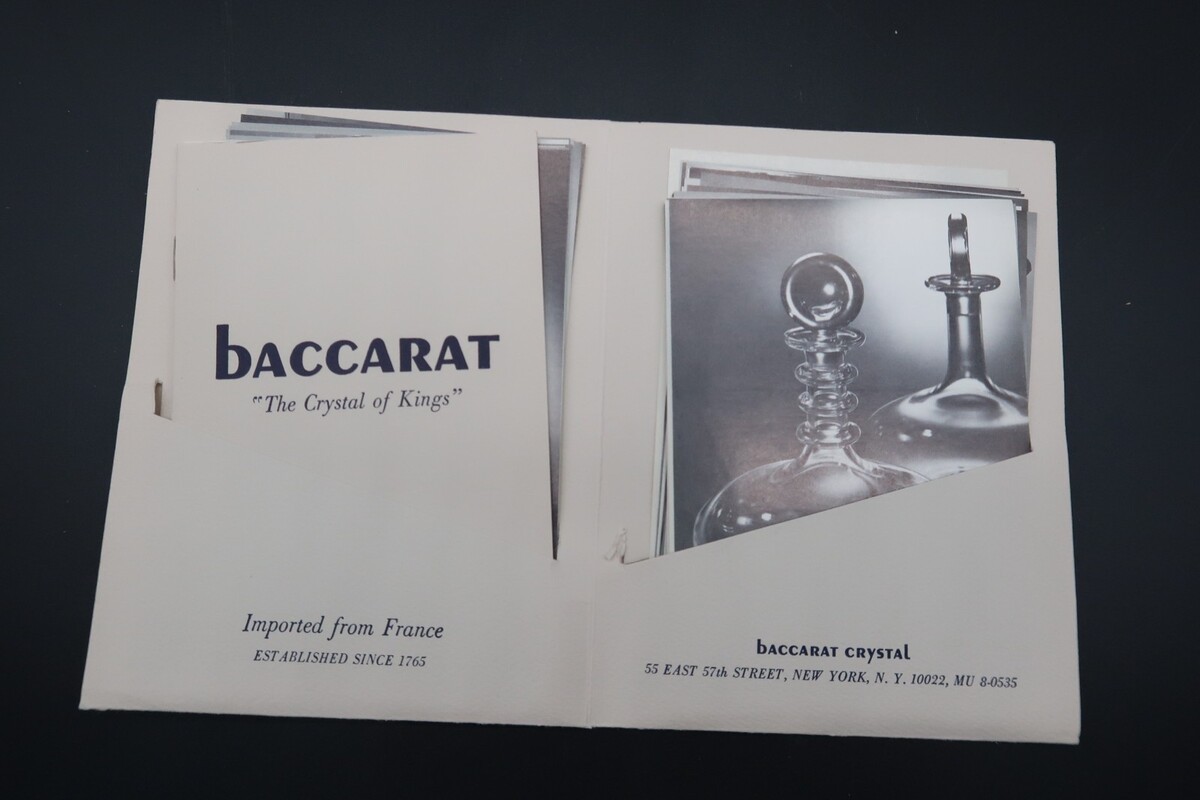 bACCARAT
"The Crystal of Kings"
Imported from France
ESTABLISHED SINCE 1765
bACCARAT CRYSTAL
55 EAST 57th STREET, NEW YORK, N. Y. 10022, MU 8-0535